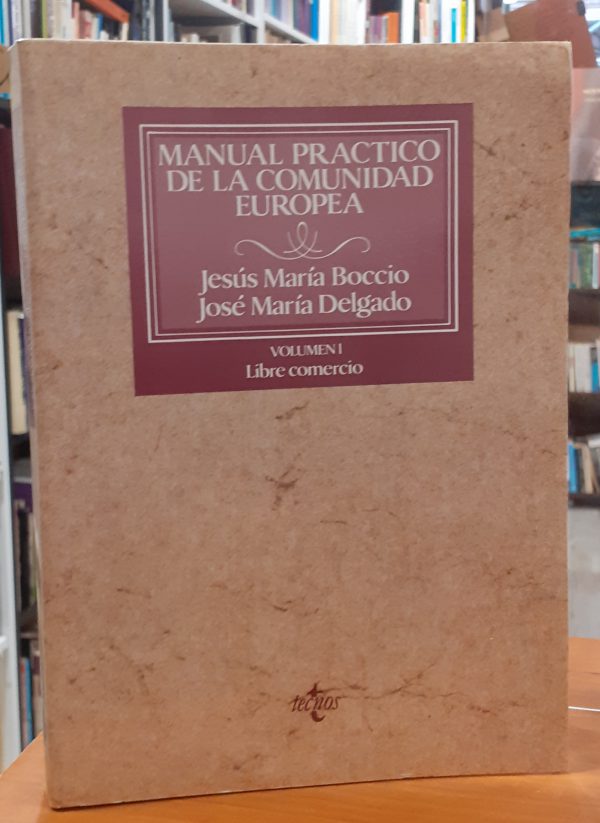 MANUAL PRACTICO
DE LA COMUNIDAD
EUROPEA
Jesús María Boccio
José María Delgado
VOLUMEN I
Libre comercio
tecnos